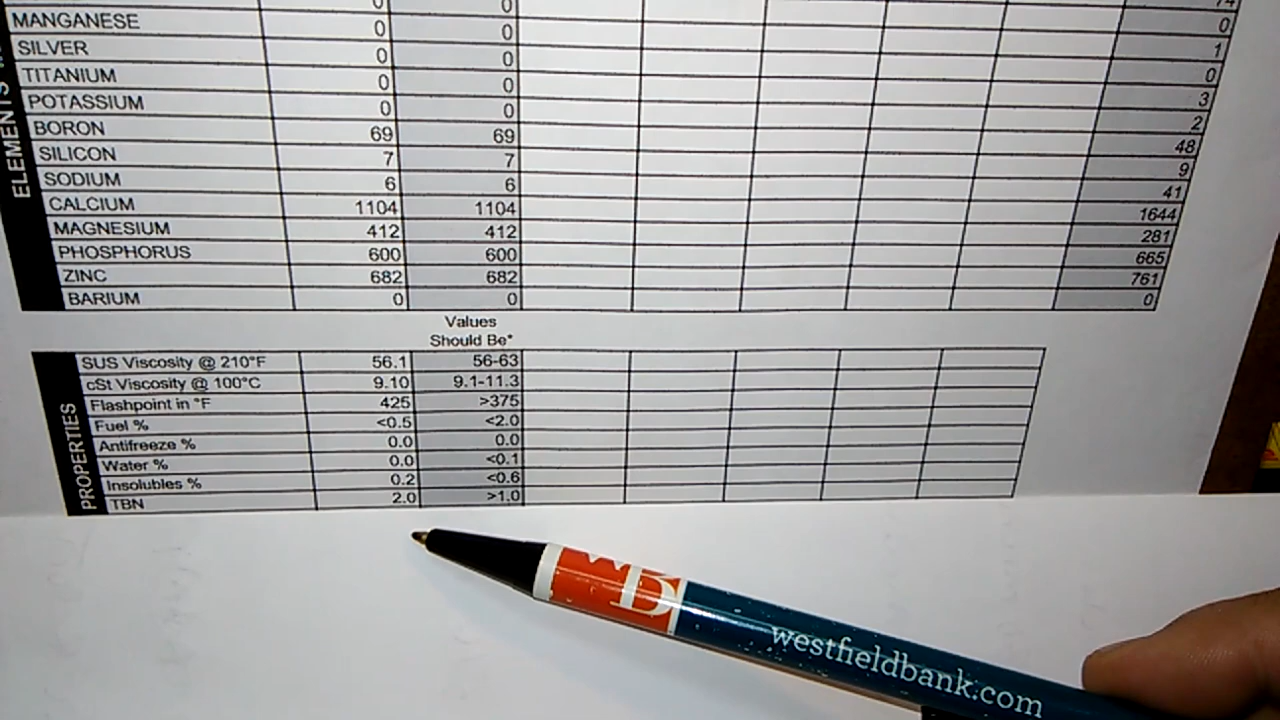 0 0 74
MANGANESE 0 0 0
SILVER 0 0 1
TITANIUM 0 0 0
POTASSIUM 0 0 3
BORON 69 69 2
SILICON 7 7 48
SODIUM 6 6 9
CALCIUM 1104 1104 41
MAGNESIUM 412 412 1644
PHOSPHORUS 600 600 281
ZINC 682 682 665
BARIUM 0 0 761
0
ELEMENTS
Values
Should Be*
PROPERTIES
SUS Viscosity @ 210°F 56.1 56-63
cSt Viscosity @ 100°C 9.10 9.1-11.3
Flashpoint in °F 425 >375
Fuel % <0.5 <2.0
Antifreeze % 0.0 0.0
Water % 0.0 <0.1
Insolubles % 0.2 <0.6
TBN 2.0 >1.0
WB
westfieldbank.com